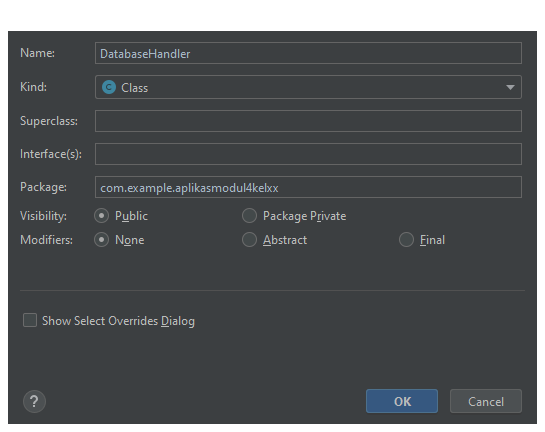 Name: DatabaseHandler
Kind: C Class
Superclass:
Interface(s):
Package: com.example.aplikasmodul4kelxx
Visibility: Public Package Private
Modifiers: None Abstract Final
Show Select Overrides Dialog
? OK Cancel